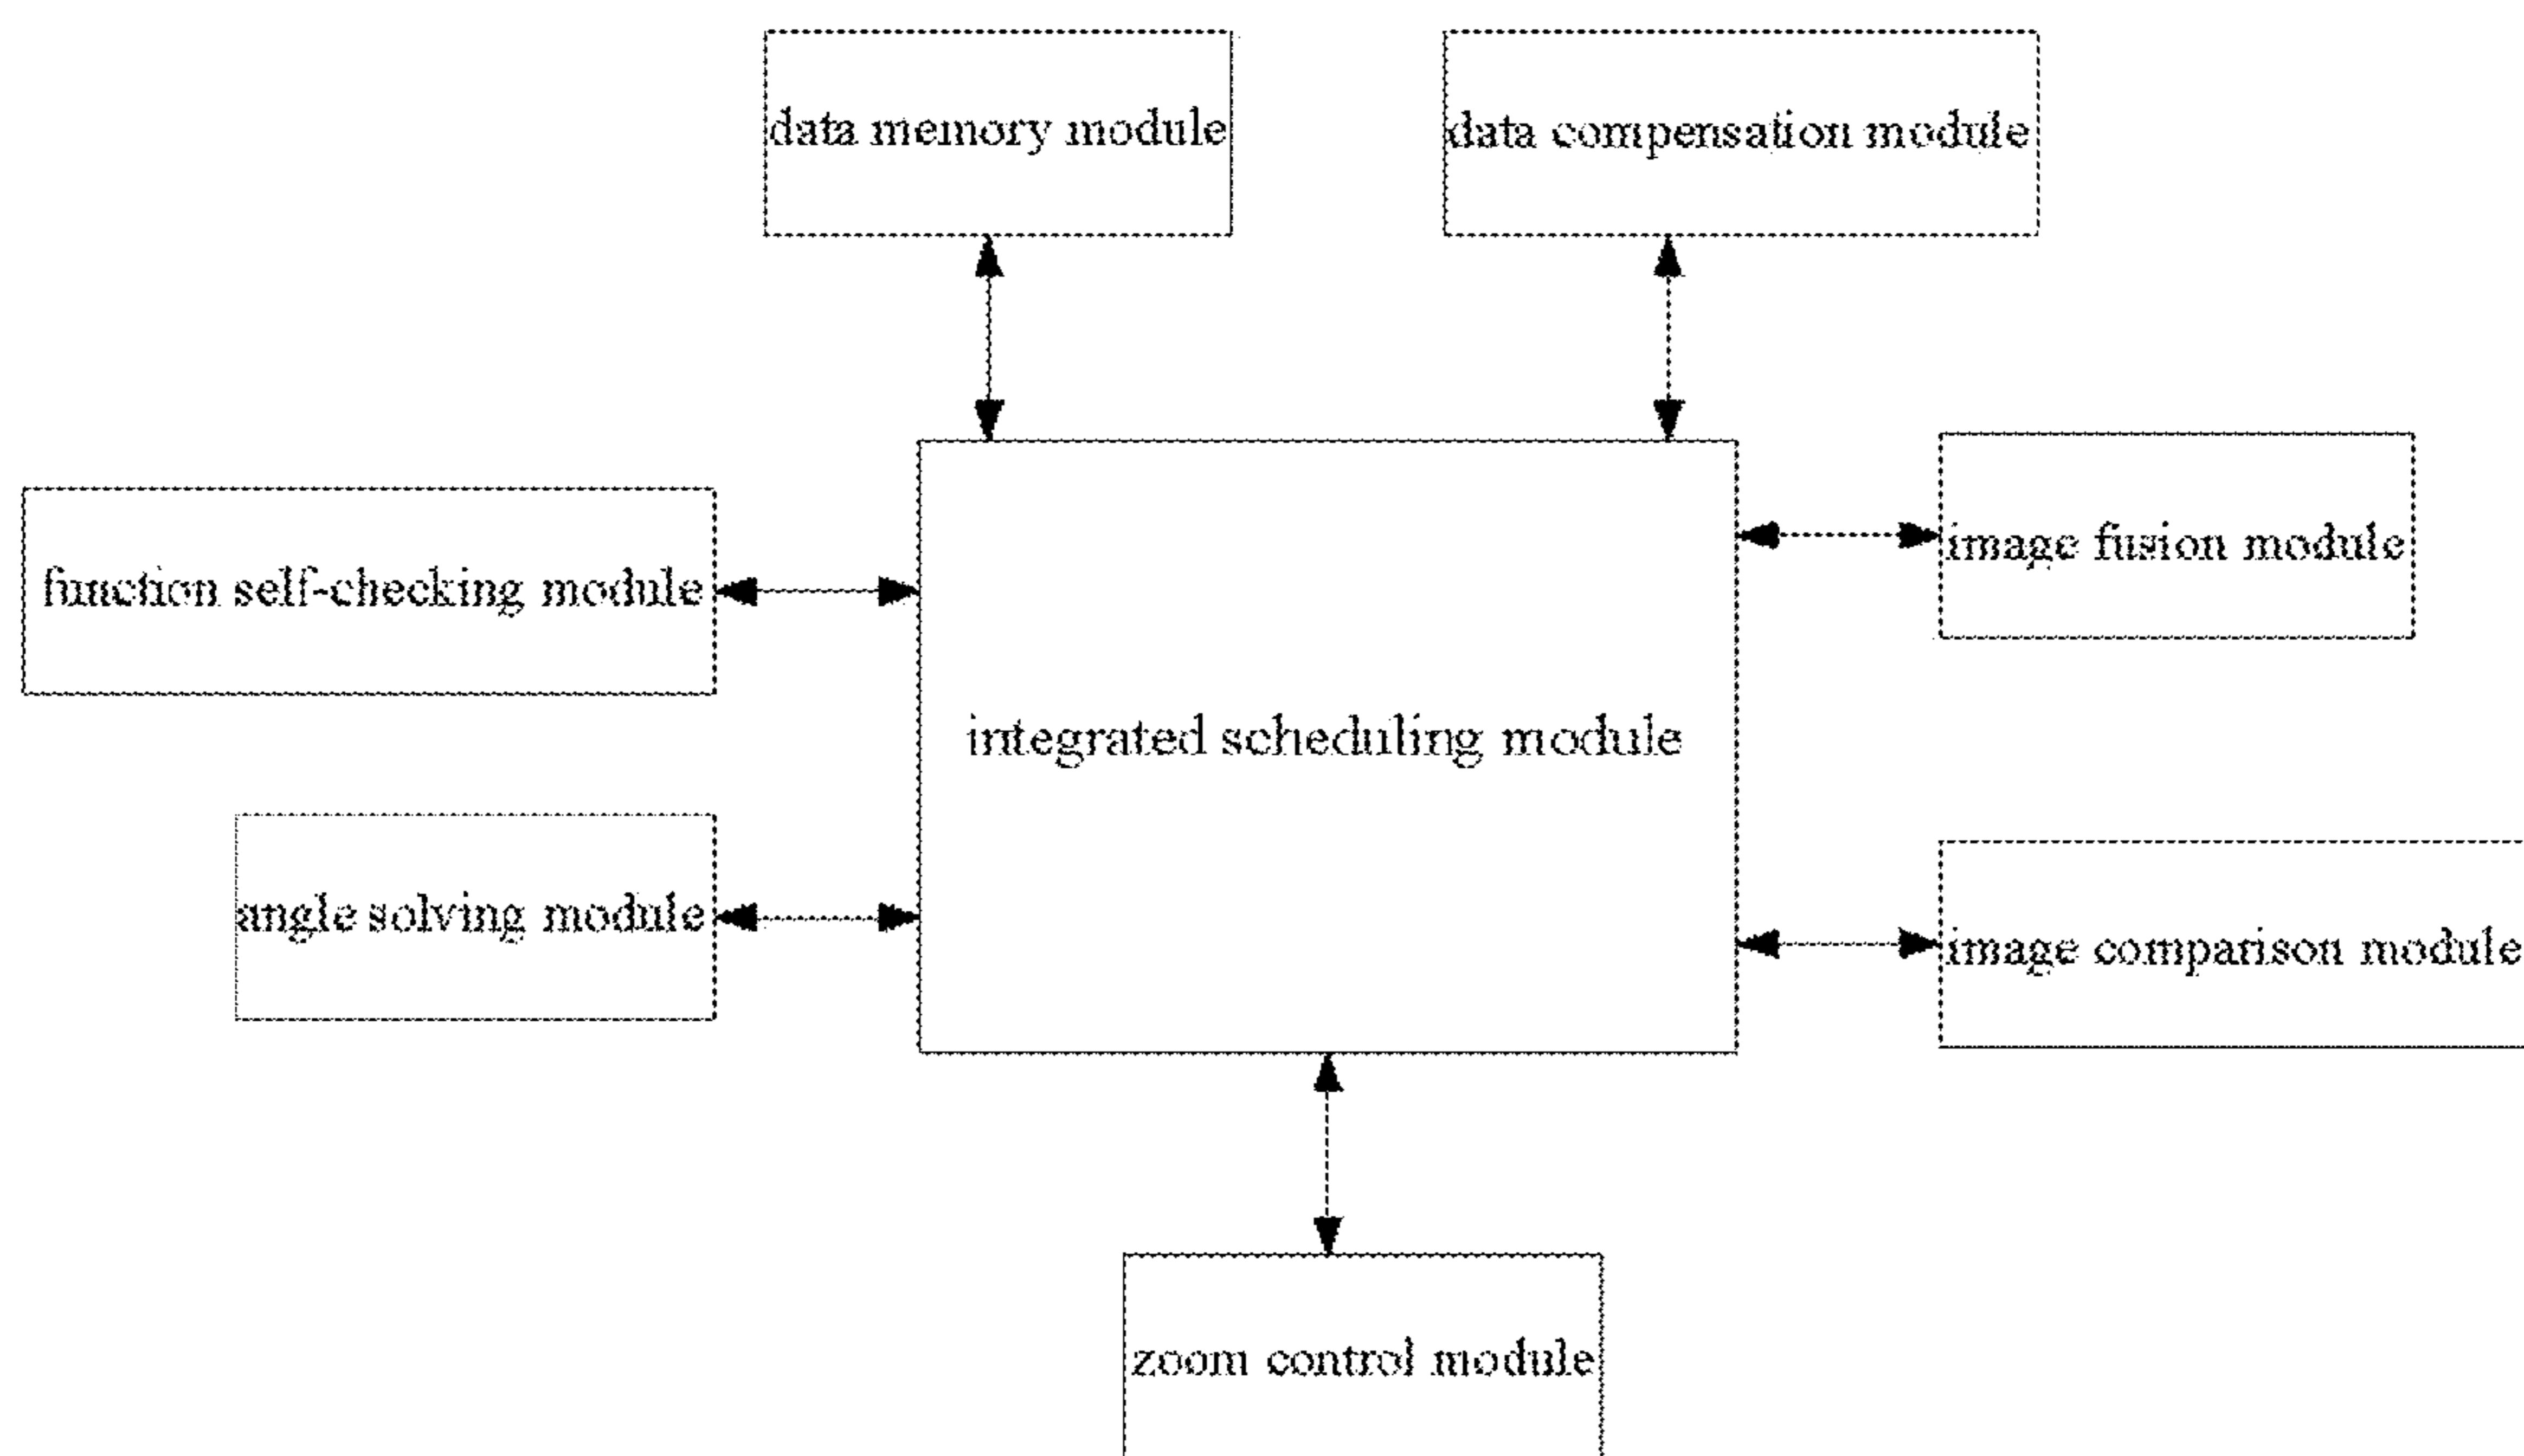 data memory module
data compensation module
image fusion module
function self-checking module
integrated scheduling module
angle solving module
image comparison module
zoom control module